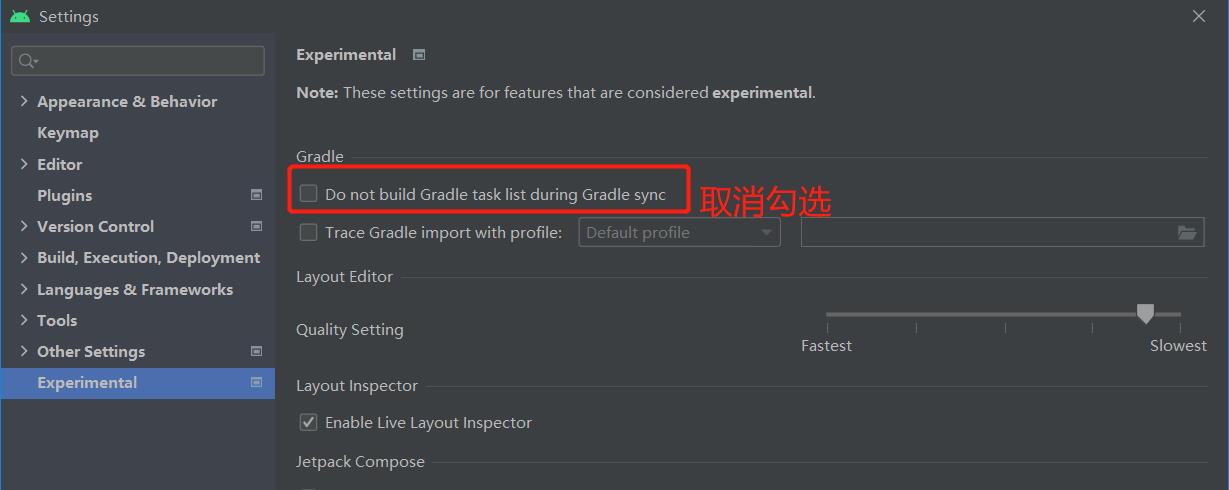 Settings
Appearance & Behavior
Keymap
Editor
Plugins
Version Control
Build, Execution, Deployment
Languages & Frameworks
Tools
Other Settings
Experimental
Experimental
Note: These settings are for features that are considered experimental.
Gradle
Do not build Gradle task list during Gradle sync
取消勾选
Trace Gradle import with profile: Default profile
Layout Editor
Quality Setting
Fastest Slowest
Layout Inspector
Enable Live Layout Inspector
Jetpack Compose